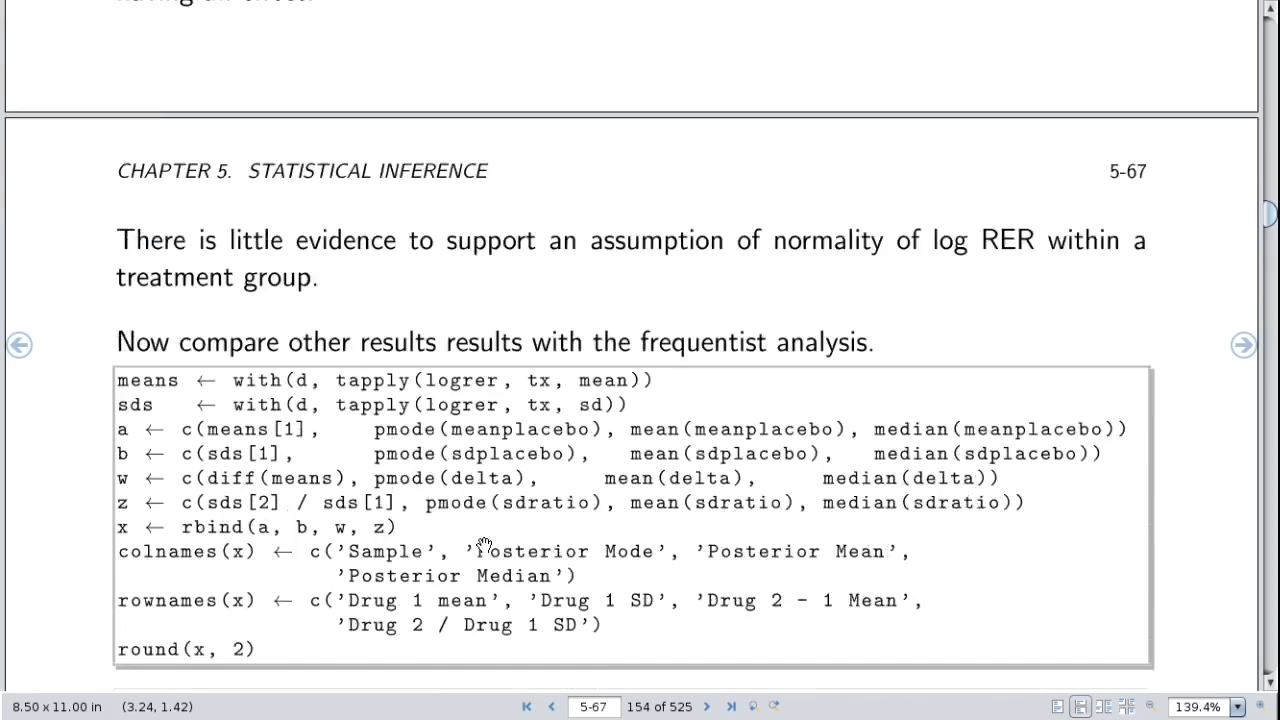 CHAPTER 5. STATISTICAL INFERENCE 5-67
There is little evidence to support an assumption of normality of log RER within a
treatment group.
Now compare other results results with the frequentist analysis.
means ← with(d, tapply(logrer, tx, mean))
sds ← with(d, tapply(logrer, tx, sd))
a ← c(means[1], pmode(meanplacebo), mean(meanplacebo), median(meanplacebo))
b ← c(sds[1], pmode(sdplacebo), mean(sdplacebo), median(sdplacebo))
w ← c(diff(means), pmode(delta), mean(delta), median(delta))
z ← c(sds[2] / sds[1], pmode(sdratio), mean(sdratio), median(sdratio))
x ← rbind(a, b, w, z)
colnames(x) ← c('Sample', 'Posterior Mode', 'Posterior Mean',
'Posterior Median')
rownames(x) ← c('Drug 1 mean', 'Drug 1 SD', 'Drug 2 - 1 Mean',
'Drug 2 / Drug 1 SD')
round(x, 2)
8.50 x 11.00 in (3.24, 1.42) 5-67 154 of 525 139.4%